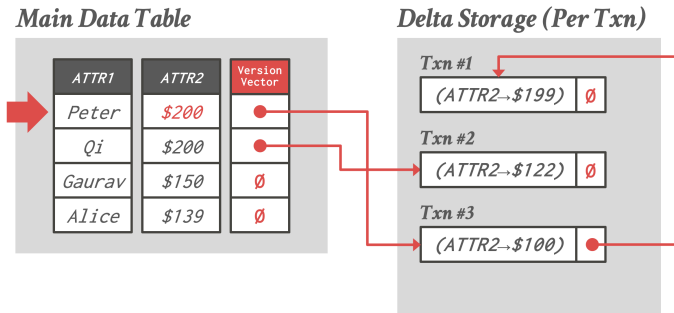 Main Data Table
ATTR1 ATTR2 Version Vector
Peter $200
Qi $200
Gaurav $150 Ø
Alice $139 Ø
Delta Storage (Per Txn)
Txn #1
(ATTR2→$199) Ø
Txn #2
(ATTR2→$122) Ø
Txn #3
(ATTR2→$100)